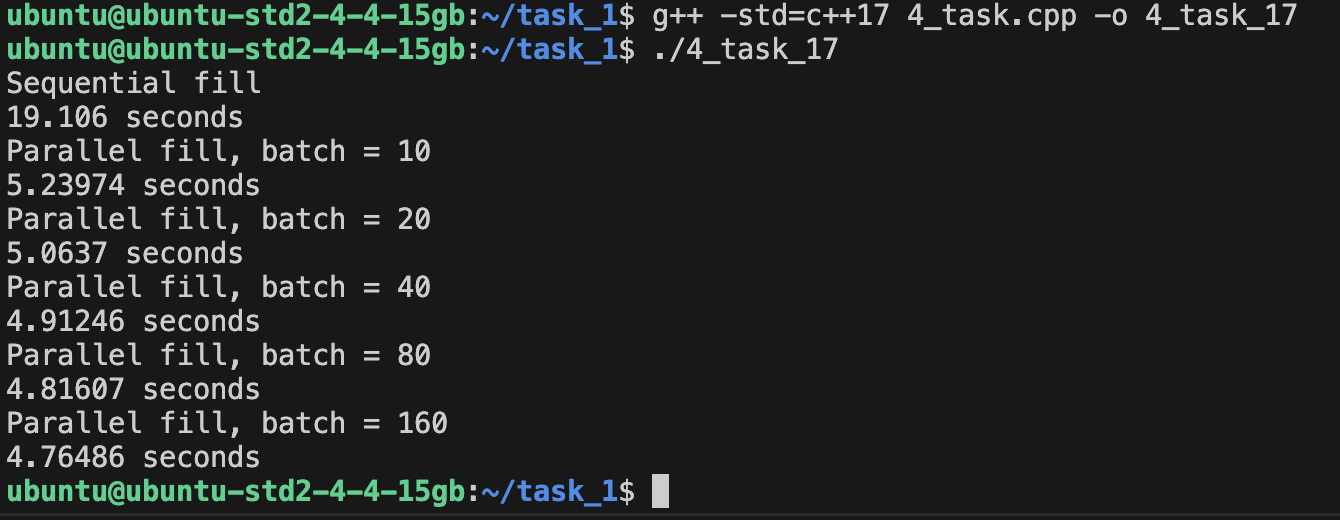 ubuntu@ubuntu-std2-4-4-15gb:~/task_1$ g++ -std=c++17 4_task.cpp -o 4_task_17
ubuntu@ubuntu-std2-4-4-15gb:~/task_1$ ./4_task_17
Sequential fill
19.106 seconds
Parallel fill, batch = 10
5.23974 seconds
Parallel fill, batch = 20
5.0637 seconds
Parallel fill, batch = 40
4.91246 seconds
Parallel fill, batch = 80
4.81607 seconds
Parallel fill, batch = 160
4.76486 seconds
ubuntu@ubuntu-std2-4-4-15gb:~/task_1$